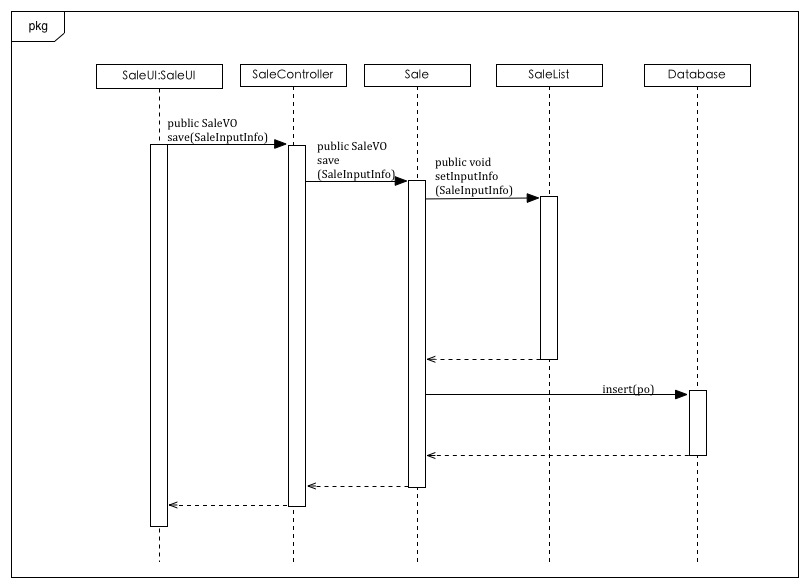 pkg
SaleUI:SaleUI
SaleController
Sale
SaleList
Database
public SaleVO
save(SaleInputInfo)
public SaleVO
save
(SaleInputInfo)
public void
setInputInfo
(SaleInputInfo)
insert(po)